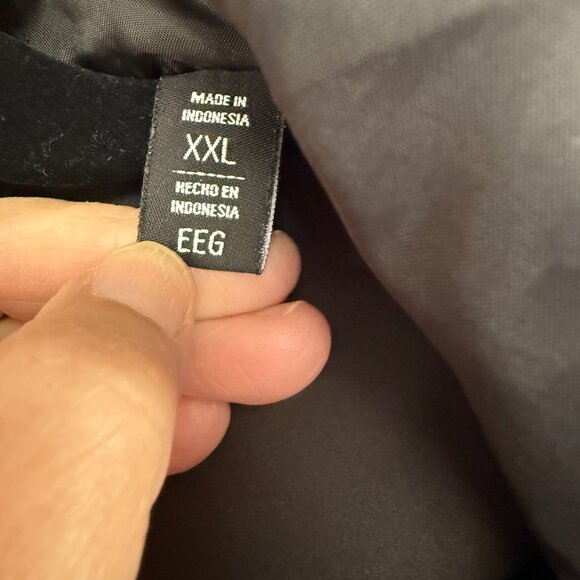 MADE IN
INDONESIA
XXL
HECHO EN
INDONESIA
EEG